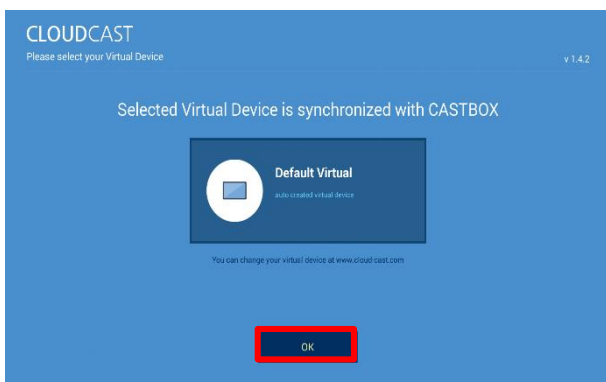 CLOUDCAST
Please select your Virtual Device
v 1.4.2
Selected Virtual Device is synchronized with CASTBOX
Default Virtual
auto created virtual device
You can change your virtual device at www.cloud-cast.com
OK